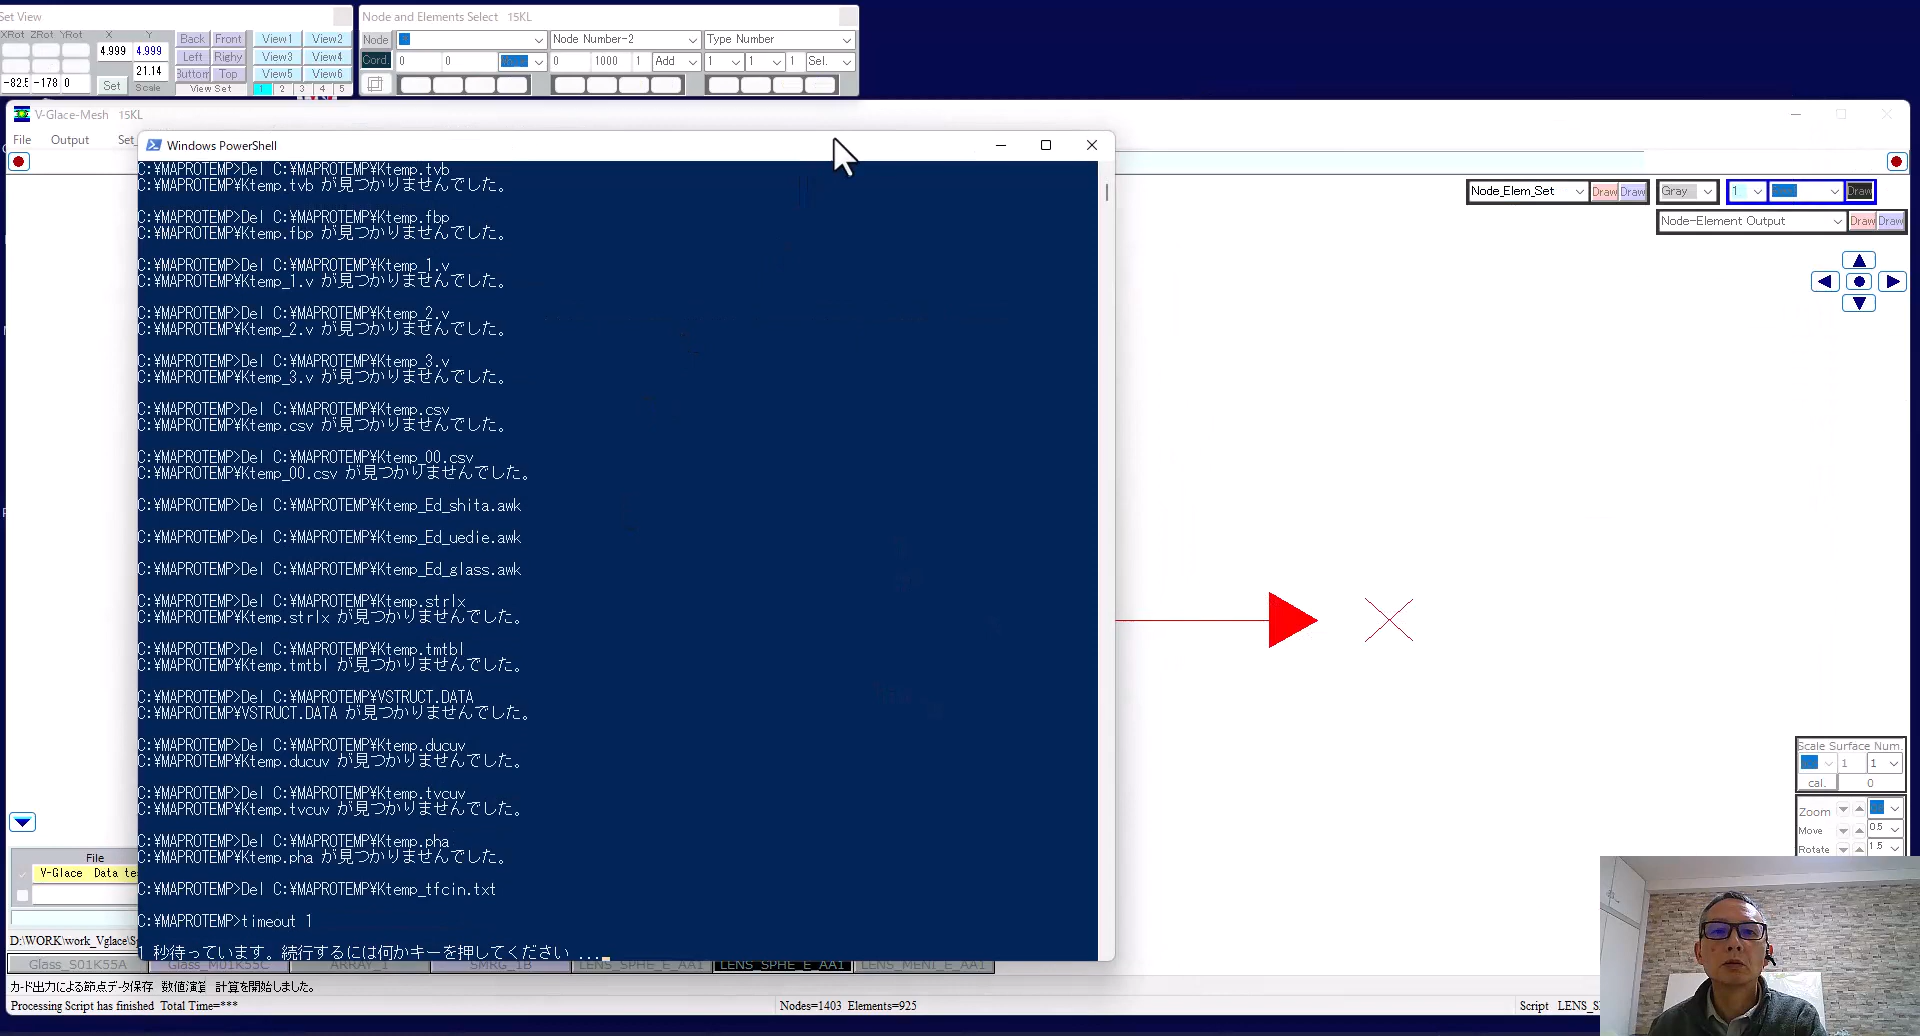 Set View
XRot ZRot YRot X Y
4.999 4.999
21.14
-82.5 -178 0 Set Scale
Back Front
Left Righy
Buttom Top
View Set
View1 View2
View3 View4
View5 View6
1 2 3 4 5
Node and Elements Select 15KL
Node Node Number-2 Type Number
Cord. 0 0 0 1000 1 Add 1 1 1 Sel.
V-Glace-Mesh 15KL
File Output Set
Windows PowerShell
C:¥MAPROTEMP>Del C:¥MAPROTEMP¥Ktemp.tvb
C:¥MAPROTEMP¥Ktemp.tvb が見つかりませんでした。
C:¥MAPROTEMP>Del C:¥MAPROTEMP¥Ktemp.fbp
C:¥MAPROTEMP¥Ktemp.fbp が見つかりませんでした。
C:¥MAPROTEMP>Del C:¥MAPROTEMP¥Ktemp_1.v
C:¥MAPROTEMP¥Ktemp_1.v が見つかりませんでした。
C:¥MAPROTEMP>Del C:¥MAPROTEMP¥Ktemp_2.v
C:¥MAPROTEMP¥Ktemp_2.v が見つかりませんでした。
C:¥MAPROTEMP>Del C:¥MAPROTEMP¥Ktemp_3.v
C:¥MAPROTEMP¥Ktemp_3.v が見つかりませんでした。
C:¥MAPROTEMP>Del C:¥MAPROTEMP¥Ktemp.csv
C:¥MAPROTEMP¥Ktemp.csv が見つかりませんでした。
C:¥MAPROTEMP>Del C:¥MAPROTEMP¥Ktemp_00.csv
C:¥MAPROTEMP¥Ktemp_00.csv が見つかりませんでした。
C:¥MAPROTEMP>Del C:¥MAPROTEMP¥Ktemp_Ed_shita.awk
C:¥MAPROTEMP>Del C:¥MAPROTEMP¥Ktemp_Ed_uedie.awk
C:¥MAPROTEMP>Del C:¥MAPROTEMP¥Ktemp_Ed_glass.awk
C:¥MAPROTEMP>Del C:¥MAPROTEMP¥Ktemp.strlx
C:¥MAPROTEMP¥Ktemp.strlx が見つかりませんでした。
C:¥MAPROTEMP>Del C:¥MAPROTEMP¥Ktemp.tmtbl
C:¥MAPROTEMP¥Ktemp.tmtbl が見つかりませんでした。
C:¥MAPROTEMP>Del C:¥MAPROTEMP¥VSTRUCT.DATA
C:¥MAPROTEMP¥VSTRUCT.DATA が見つかりませんでした。
C:¥MAPROTEMP>Del C:¥MAPROTEMP¥Ktemp.ducuv
C:¥MAPROTEMP¥Ktemp.ducuv が見つかりませんでした。
C:¥MAPROTEMP>Del C:¥MAPROTEMP¥Ktemp.tvcuv
C:¥MAPROTEMP¥Ktemp.tvcuv が見つかりませんでした。
C:¥MAPROTEMP>Del C:¥MAPROTEMP¥Ktemp.pha
C:¥MAPROTEMP¥Ktemp.pha が見つかりませんでした。
C:¥MAPROTEMP>Del C:¥MAPROTEMP¥Ktemp_tfcin.txt
C:¥MAPROTEMP>timeout 1
1 秒待っています。続行するには何かキーを押してください ...
Node_Elem_Set Draw Draw Gray 1 Draw
Node-Element Output Draw Draw
Scale Surface Num.
1 1
cal. 0
Zoom
Move 0.5
Rotate 1.5
File
V-Glace Data te
D:\WORK\work_Vglace\S
Glass_S01K55A Glass_M01K55C ARRAY_1 SMRG_1B LENS_SPHE_E_AA1 LENS_SPHE_E_AA1 LENS_MENI_E_AA1
カード出力による節点データ保存 数値演算 計算を開始しました。
Processing Script has finished Total Time=***
Nodes=1403 Elements=925
Script LENS_S